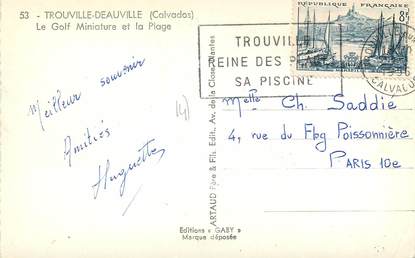 53 - TROUVILLE-DEAUVILLE (Calvados)
Le Golf Miniature et la Plage
RÉPUBLIQUE FRANÇAISE
8F
TROUVILLE
REINE DES
SA PISCINE
CALVADOS
Meilleur souvenir
Amitiés
Huguette
(14)
ARTAUD Père & Fils, Edit., Av. de la Close, Nantes
Melle Ch. Saddie
4, rue du Fbg Poissonnière
PARIS 10e
Editions « GABY »
Marque déposée